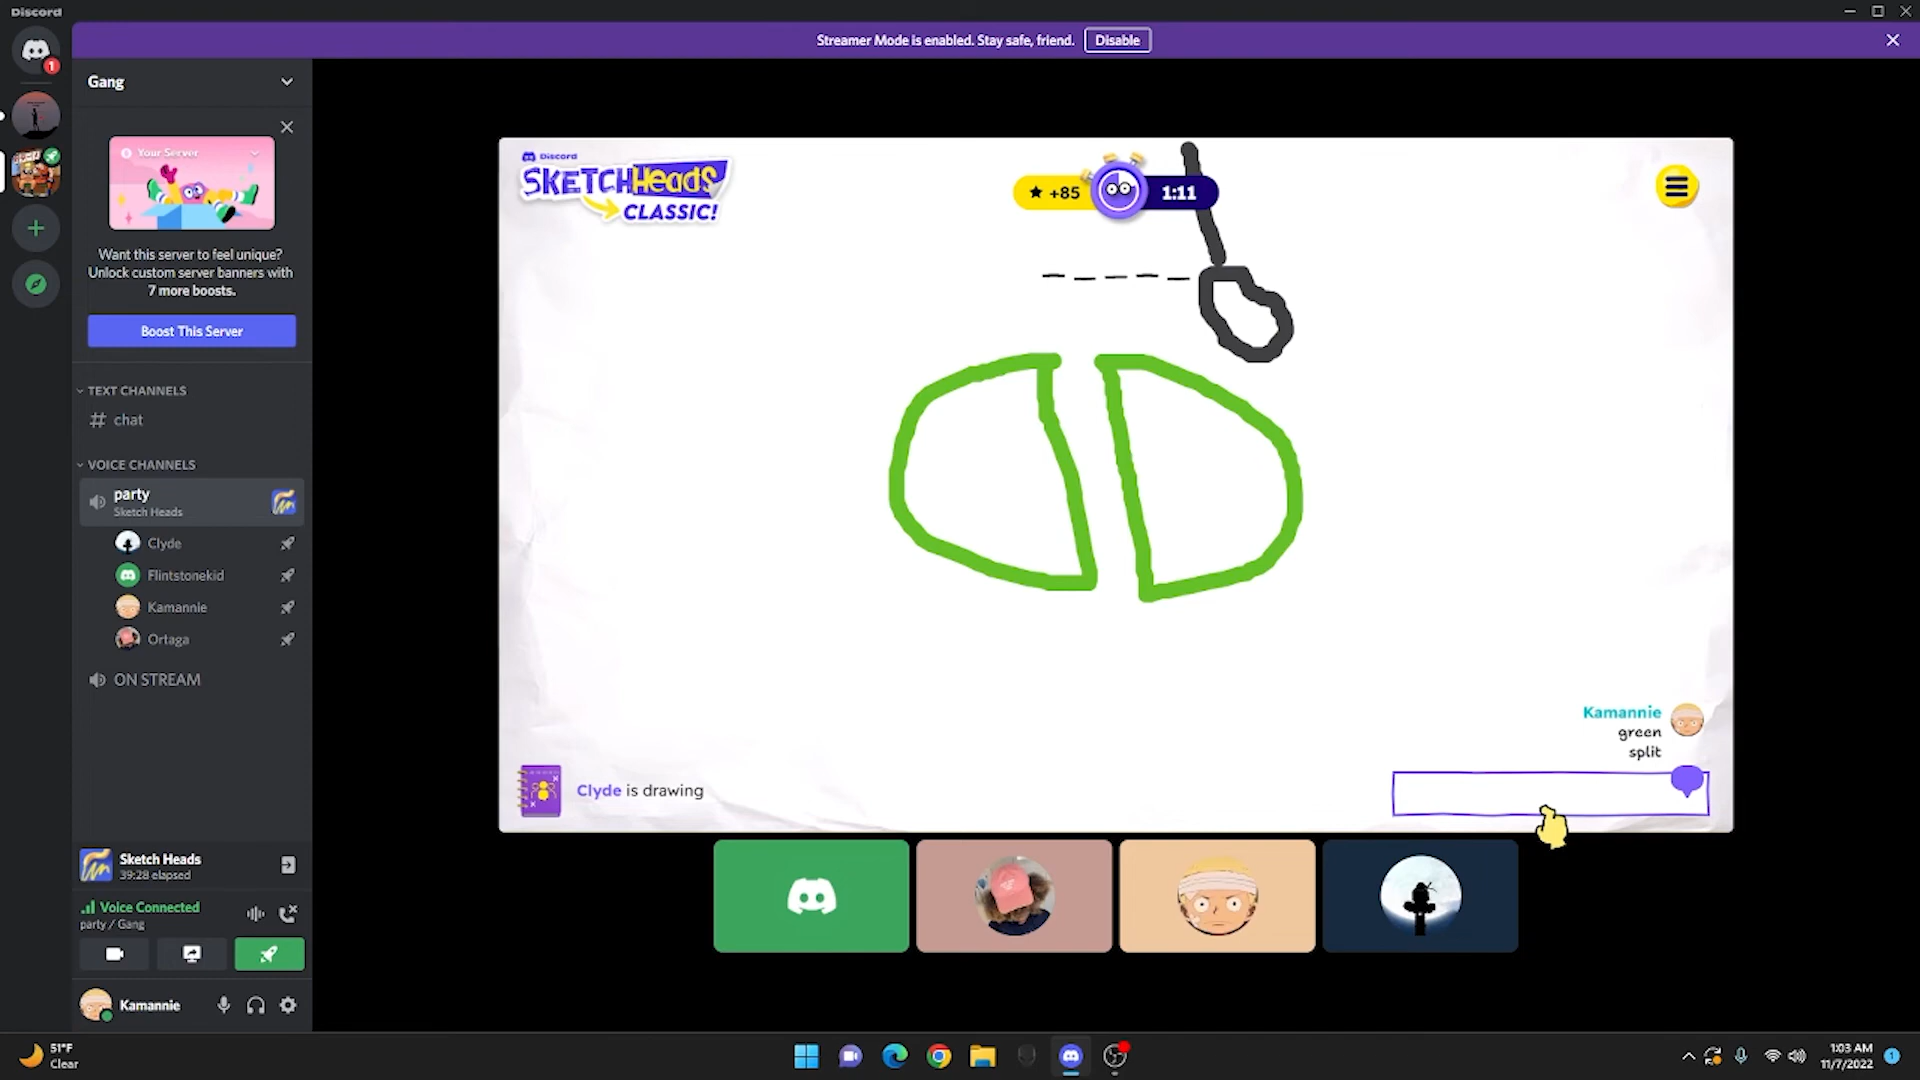 Discord
Streamer Mode is enabled. Stay safe, friend.
Disable
1
Gang
Your Server
Want this server to feel unique?
Unlock custom server banners with
7 more boosts.
Boost This Server
TEXT CHANNELS
chat
VOICE CHANNELS
party
Sketch Heads
Clyde
Flintstonekid
Kamannie
Ortaga
ON STREAM
Discord
SKETCHHeadS
CLASSIC!
+85
1:11
Kamannie
green
split
Clyde is drawing
Sketch Heads
39:28 elapsed
Voice Connected
party / Gang
Kamannie
51°F
Clear
1:03 AM
11/7/2022
1